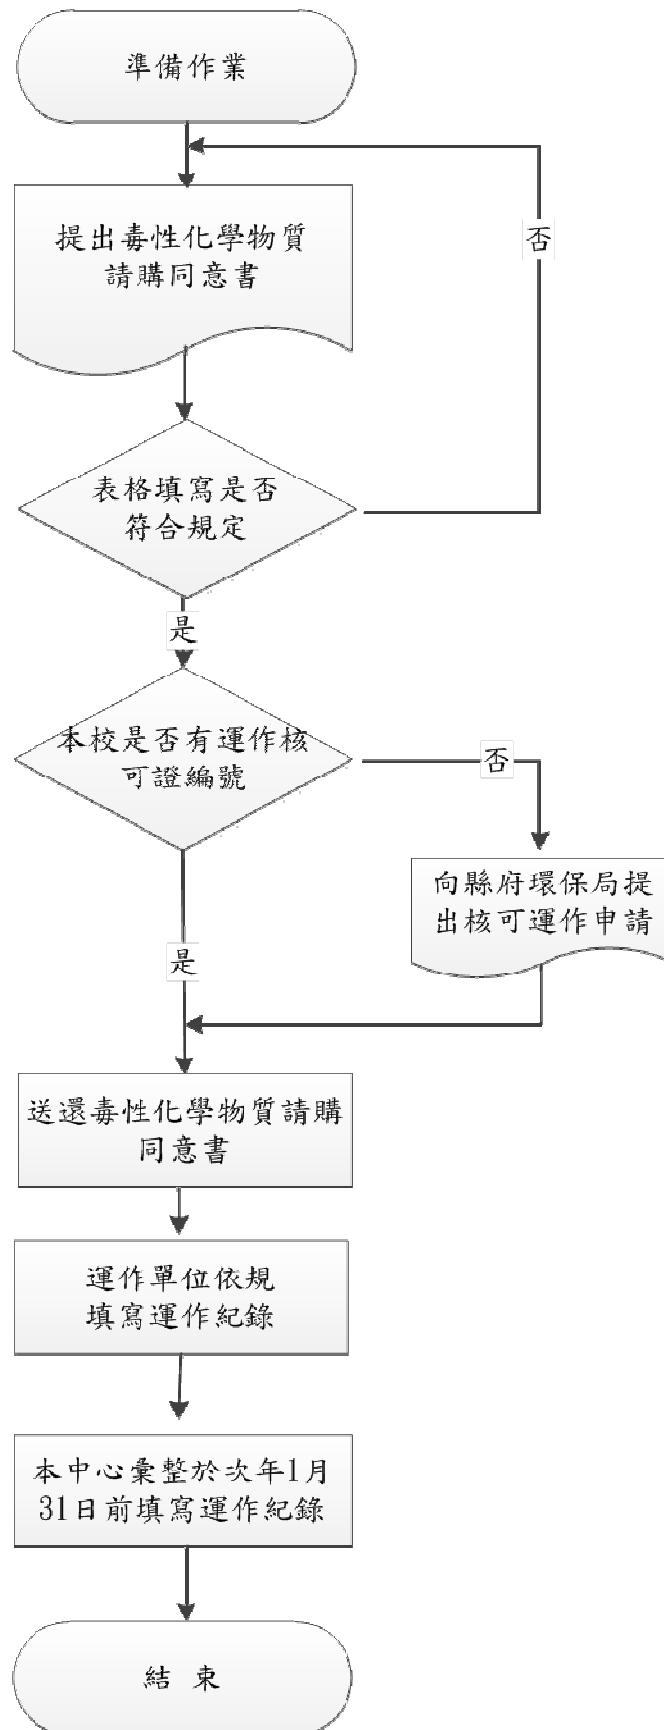 準備作業
提出毒性化學物質
請購同意書
否
表格填寫是否
符合規定
是
本校是否有運作核
可證編號
否
向縣府環保局提
出核可運作申請
是
送還毒性化學物質請購
同意書
運作單位依規
填寫運作紀錄
本中心彙整於次年1月
31日前填寫運作紀錄
結 束